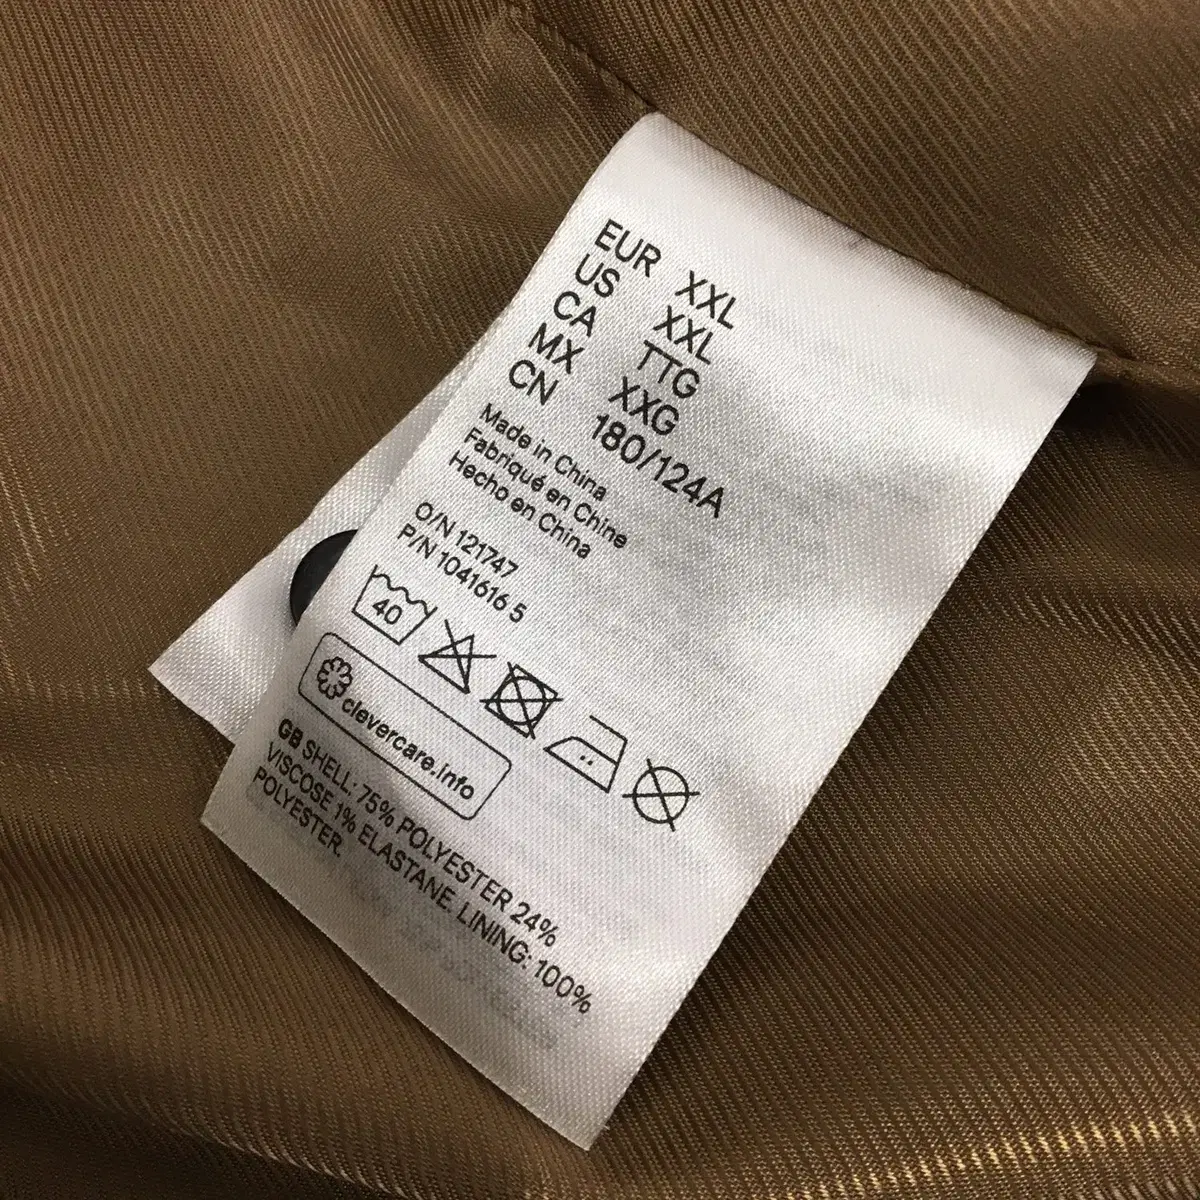 EUR XXL
US XXL
CA TTG
MX XXG
CN 180/124A
Made in China
Fabriqué en Chine
Hecho en China
O/N 121747
P/N 1041616 5
40
clevercare.info
GB SHELL: 75% POLYESTER 24%
VISCOSE 1% ELASTANE. LINING: 100%
POLYESTER.